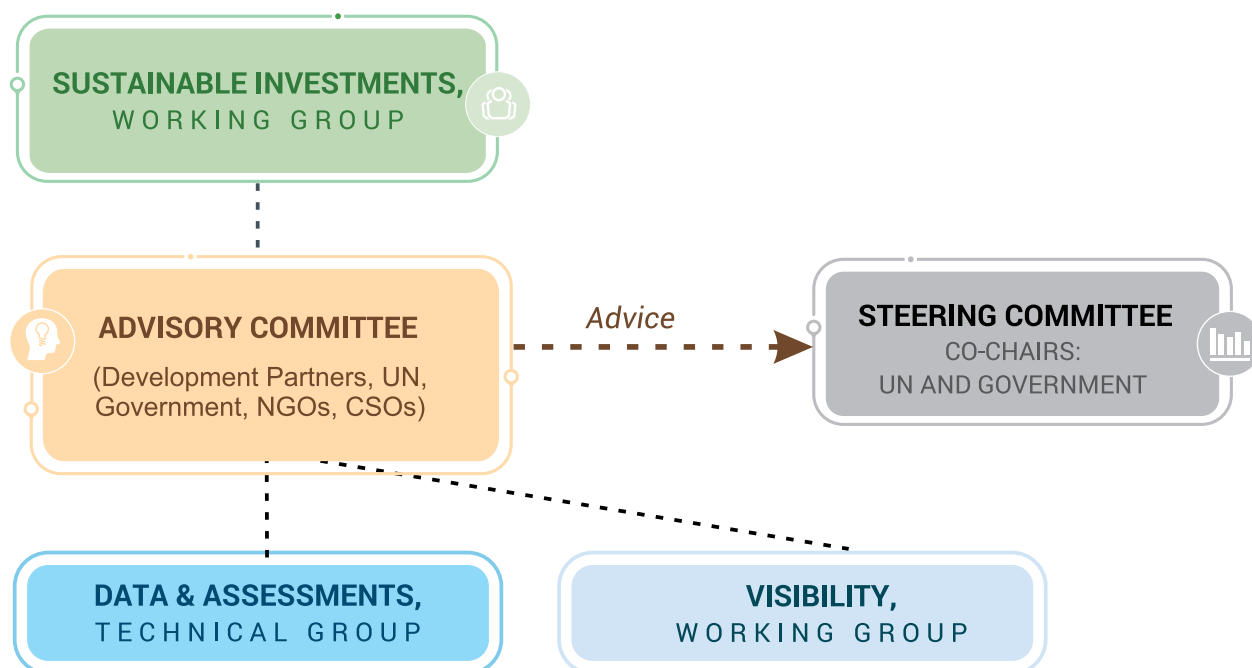 SUSTAINABLE INVESTMENTS,
WORKING GROUP
ADVISORY COMMITTEE
(Development Partners, UN,
Government, NGOs, CSOs)
Advice
STEERING COMMITTEE
CO-CHAIRS:
UN AND GOVERNMENT
DATA & ASSESSMENTS,
TECHNICAL GROUP
VISIBILITY,
WORKING GROUP